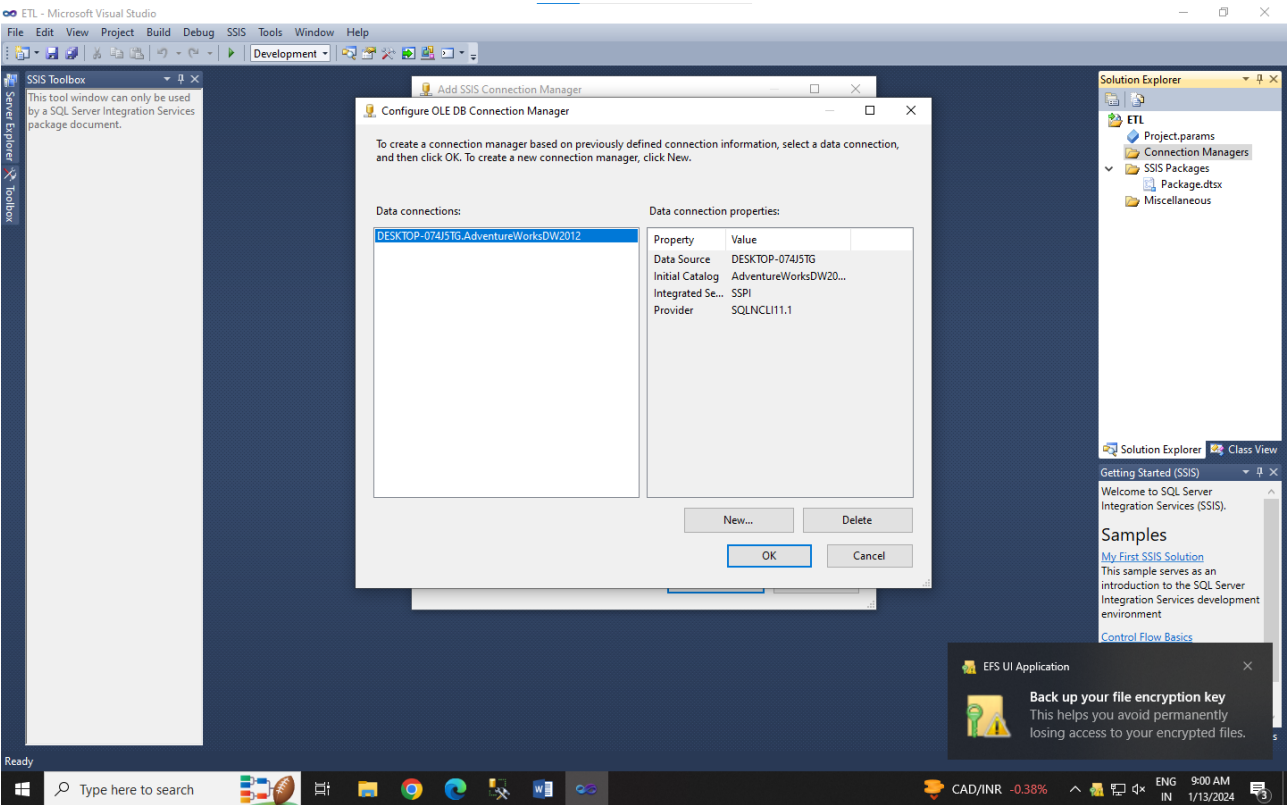 ETL - Microsoft Visual Studio
File Edit View Project Build Debug SSIS Tools Window Help
Development
Server Explorer
Toolbox
SSIS Toolbox
This tool window can only be used
by a SQL Server Integration Services
package document.
Add SSIS Connection Manager
Configure OLE DB Connection Manager
To create a connection manager based on previously defined connection information, select a data connection,
and then click OK. To create a new connection manager, click New.
Data connections:
DESKTOP-074J5TG.AdventureWorksDW2012
Data connection properties:
Property Value
Data Source DESKTOP-074J5TG
Initial Catalog AdventureWorksDW20...
Integrated Se... SSPI
Provider SQLNCLI11.1
New... Delete
OK Cancel
Solution Explorer
ETL
Project.params
Connection Managers
SSIS Packages
Package.dtsx
Miscellaneous
Solution Explorer Class View
Getting Started (SSIS)
Welcome to SQL Server
Integration Services (SSIS).
Samples
My First SSIS Solution
This sample serves as an
introduction to the SQL Server
Integration Services development
environment
Control Flow Basics
EFS UI Application
Back up your file encryption key
This helps you avoid permanently
losing access to your encrypted files.
Ready
Type here to search
CAD/INR -0.38%
ENG
IN
9:00 AM
1/13/2024
3